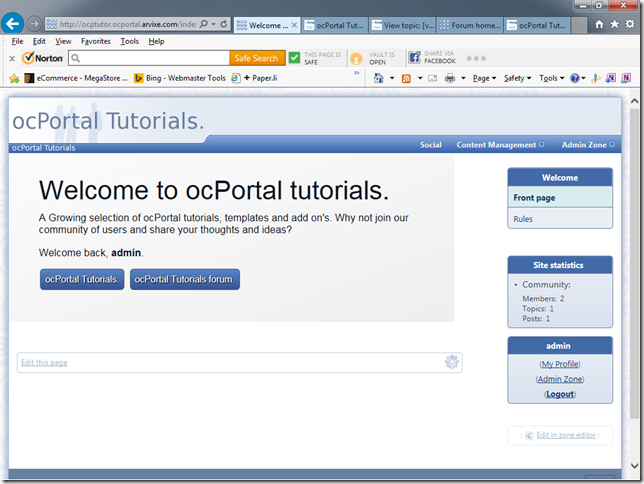 http://ocptutor.ocportal.arvixe.com/index
Welcome ...
ocPortal Tut...
View topic: [v...
Forum home...
ocPortal Tut...
File Edit View Favorites Tools Help
Norton
Safe Search
THIS PAGE IS
SAFE
VAULT IS
OPEN
SHARE VIA
FACEBOOK
eCommerce - MegaStore ...
Bing - Webmaster Tools
+ Paper.li
»
Page
Safety
Tools
ocPortal Tutorials.
ocPortal Tutorials
Social
Content Management
Admin Zone
Welcome to ocPortal tutorials.
A Growing selection of ocPortal tutorials, templates and add on's. Why not join our
community of users and share your thoughts and ideas?
Welcome back, admin.
ocPortal Tutorials.
ocPortal Tutorials forum.
Edit this page
Welcome
Front page
Rules
Site statistics
• Community:
Members: 2
Topics: 1
Posts: 1
admin
(My Profile)
(Admin Zone)
(Logout)
( Edit in zone editor )